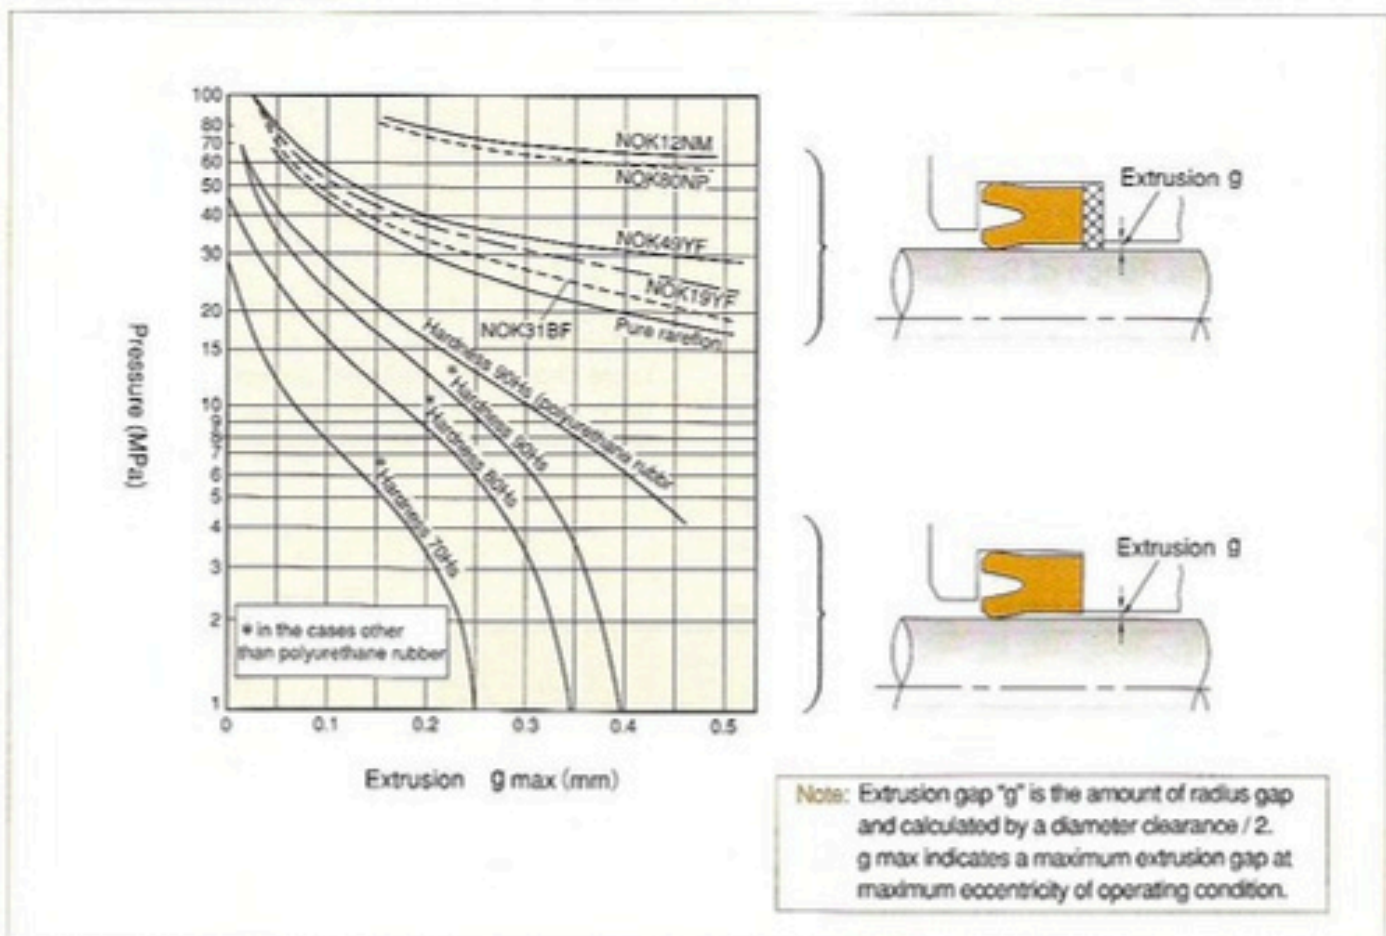 100
80
70
60
50
40
30
20
15
10
9
8
7
6
5
4
3
2
1
0
0.1
0.2
0.3
0.4
0.5
Pressure (MPa)
Extrusion g max (mm)
NOK12NM
NOK80NP
NOK49YF
NOK19YF
NOK31BF
Pure rareflon
Hardness 90Hs (polyurethane rubbr
*Hardness 90Hs
*Hardness 80Hs
*Hardness 70Hs
* in the cases other
than polyurethane rubber
Extrusion g
Extrusion g
Note: Extrusion gap "g" is the amount of radius gap
and calculated by a diameter clearance / 2.
g max indicates a maximum extrusion gap at
maximum eccentricity of operating condition.